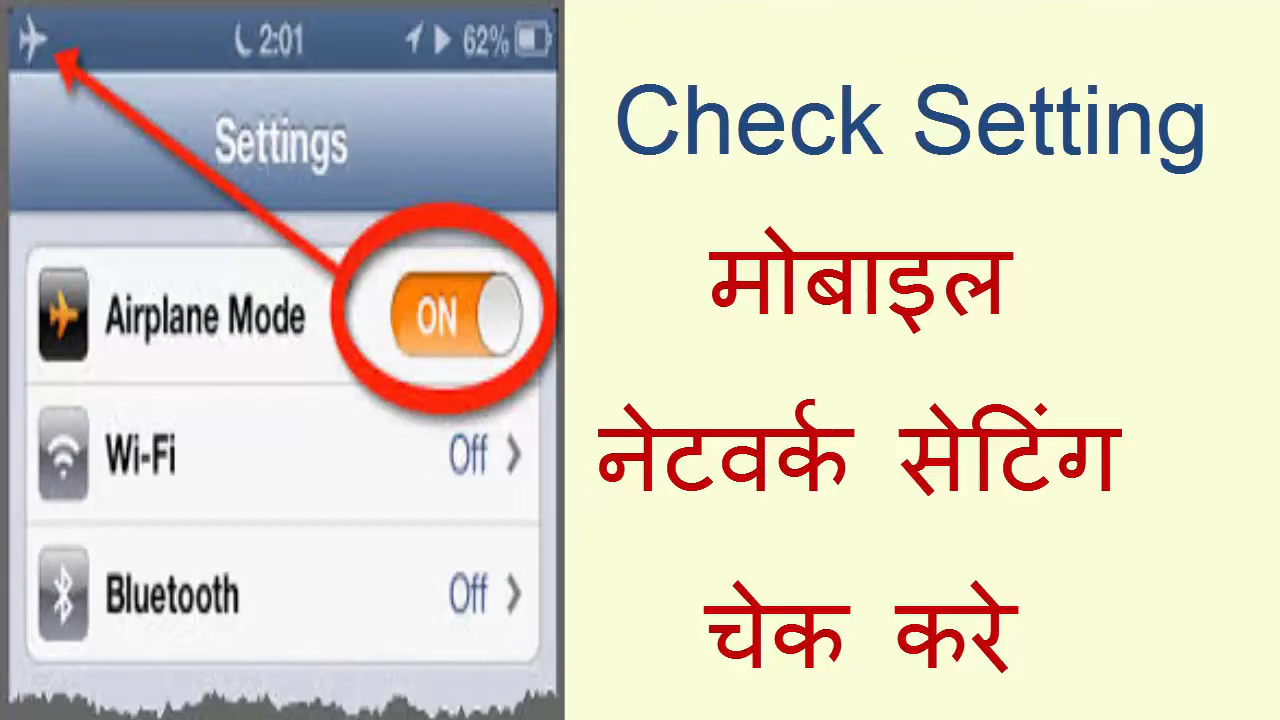 2:01 62%
Settings
Airplane Mode ON
Wi-Fi Off
Bluetooth Off
Check Setting
मोबाइल
नेटवर्क सेटिंग
चेक करे